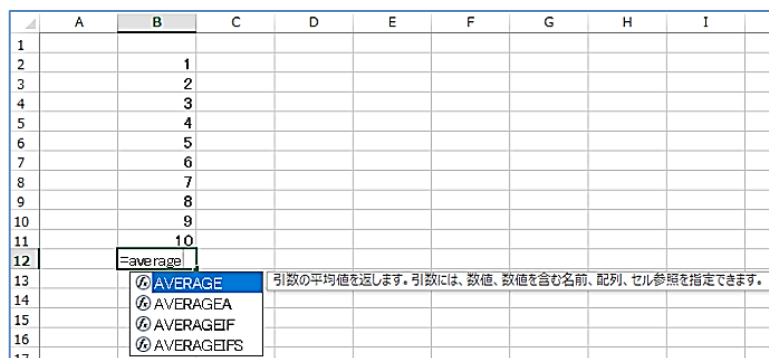 A B C D E F G H I
1
2 1
3 2
4 3
5 4
6 5
7 6
8 7
9 8
10 9
11 10
12 =average
13 AVERAGE 引数の平均値を返します。引数には、数値、数値を含む名前、配列、セル参照を指定できます。
14 AVERAGEA
15 AVERAGEIF
16 AVERAGEIFS
17